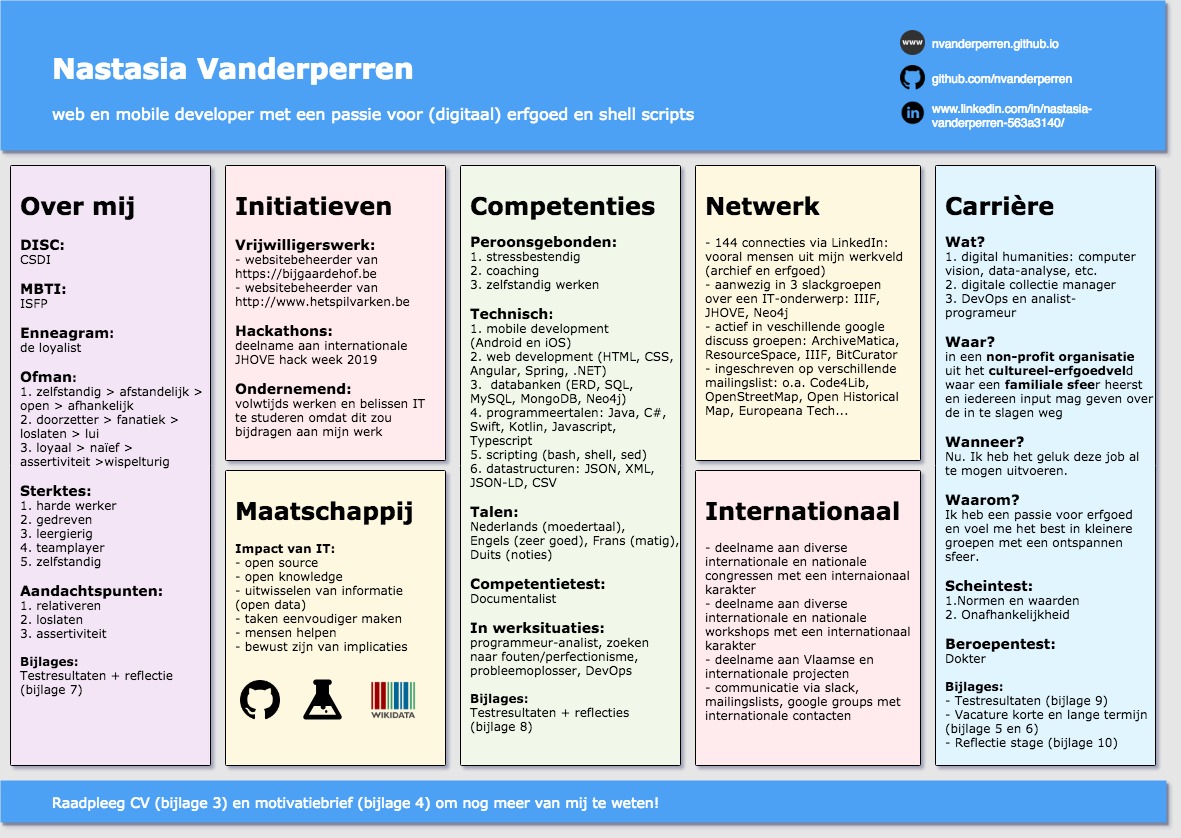 Nastasia Vanderperren
web en mobile developer met een passie voor (digitaal) erfgoed en shell scripts
www
nvanderperren.github.io
github.com/nvanderperren
in
www.linkedin.com/in/nastasia-
vanderperren-563a3140/
Over mij
DISC:
CSDI
MBTI:
ISFP
Enneagram:
de loyalist
Ofman:
1. zelfstandig > afstandelijk >
open > afhankelijk
2. doorzetter > fanatiek >
loslaten > lui
3. loyaal > naïef >
assertiviteit >wispelturig
Sterktes:
1. harde werker
2. gedreven
3. leergierig
4. teamplayer
5. zelfstandig
Aandachtspunten:
1. relativeren
2. loslaten
3. assertiviteit
Bijlages:
Testresultaten + reflectie
(bijlage 7)
Initiatieven
Vrijwilligerswerk:
- websitebeheerder van
https://bijgaardehof.be
- websitebeheerder van
http://www.hetspilvarken.be
Hackathons:
deelname aan internationale
JHOVE hack week 2019
Ondernemend:
volwtijds werken en belissen IT
te studeren omdat dit zou
bijdragen aan mijn werk
Maatschappij
Impact van IT:
- open source
- open knowledge
- uitwisselen van informatie
(open data)
- taken eenvoudiger maken
- mensen helpen
- bewust zijn van implicaties
WIKIDATA
Competenties
Peroonsgebonden:
1. stressbestendig
2. coaching
3. zelfstandig werken
Technisch:
1. mobile development
(Android en iOS)
2. web development (HTML, CSS,
Angular, Spring, .NET)
3.  databanken (ERD, SQL,
MySQL, MongoDB, Neo4j)
4. programmeertalen: Java, C#,
Swift, Kotlin, Javascript,
Typescript
5. scripting (bash, shell, sed)
6. datastructuren: JSON, XML,
JSON-LD, CSV
Talen:
Nederlands (moedertaal),
Engels (zeer goed), Frans (matig),
Duits (noties)
Competentietest:
Documentalist
In werksituaties:
programmeur-analist, zoeken
naar fouten/perfectionisme,
probleemoplosser, DevOps
Bijlages:
Testresultaten + reflecties
(bijlage 8)
Netwerk
- 144 connecties via LinkedIn:
vooral mensen uit mijn werkveld
(archief en erfgoed)
- aanwezig in 3 slackgroepen
over een IT-onderwerp: IIIF,
JHOVE, Neo4j
- actief in veschillende google
discuss groepen: ArchiveMatica,
ResourceSpace, IIIF, BitCurator
- ingeschreven op verschillende
mailingslist: o.a. Code4Lib,
OpenStreetMap, Open Historical
Map, Europeana Tech...
Internationaal
- deelname aan diverse
internationale en nationale
congressen met een internaionaal
karakter
- deelname aan diverse
internationale en nationale
workshops met een internationaal
karakter
- deelname aan Vlaamse en
internationale projecten
- communicatie via slack,
mailingslists, google groups met
internationale contacten
Carrière
Wat?
1. digital humanities: computer
vision, data-analyse, etc.
2. digitale collectie manager
3. DevOps en analist-
programeur
Waar?
in een non-profit organisatie
uit het cultureel-erfgoedveld
waar een familiale sfeer heerst
en iedereen input mag geven over
de in te slagen weg
Wanneer?
Nu. Ik heb het geluk deze job al
te mogen uitvoeren.
Waarom?
Ik heb een passie voor erfgoed
en voel me het best in kleinere
groepen met een ontspannen
sfeer.
Scheintest:
1.Normen en waarden
2. Onafhankelijkheid
Beroepentest:
Dokter
Bijlages:
- Testresultaten (bijlage 9)
- Vacature korte en lange termijn
(bijlage 5 en 6)
- Reflectie stage (bijlage 10)
Raadpleeg CV (bijlage 3) en motivatiebrief (bijlage 4) om nog meer van mij te weten!